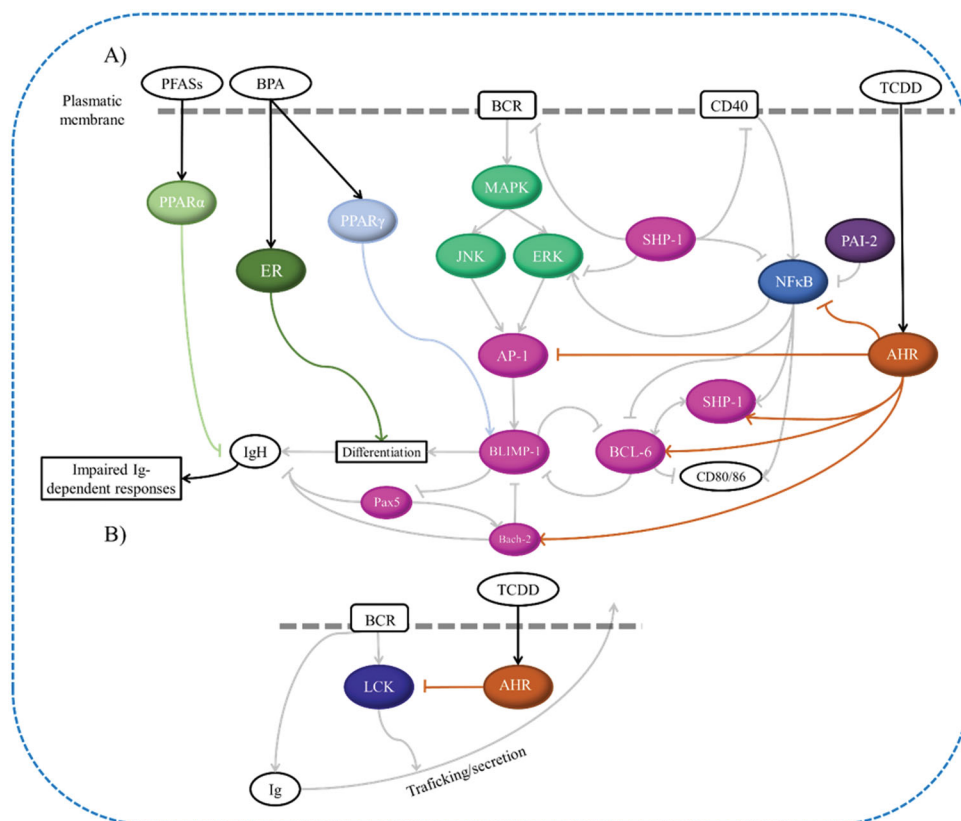 A)
PFASs
BPA
Plasmatic
membrane
BCR
CD40
TCDD
MAPK
PPARα
PPARγ
SHP-1
PAI-2
JNK
ERK
ER
NFκB
AP-1
AHR
SHP-1
IgH
Differentiation
BLIMP-1
BCL-6
Impaired Ig-
dependent responses
CD80/86
Pax5
Bach-2
B)
TCDD
BCR
LCK
AHR
Ig
Traficking/secretion